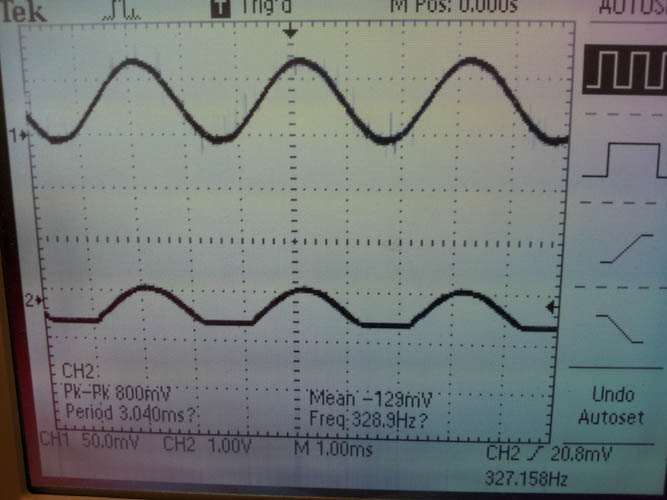 Tek
T Trig'd
M Pos: 0.000s
AUTOS
1
2
CH2:
Pk-Pk 800mV
Mean -129mV
Period 3.040ms?
Freq 328.9Hz?
Undo
Autoset
CH1 50.0mV CH2 1.00V M 1.00ms CH2 20.8mV
327.158Hz